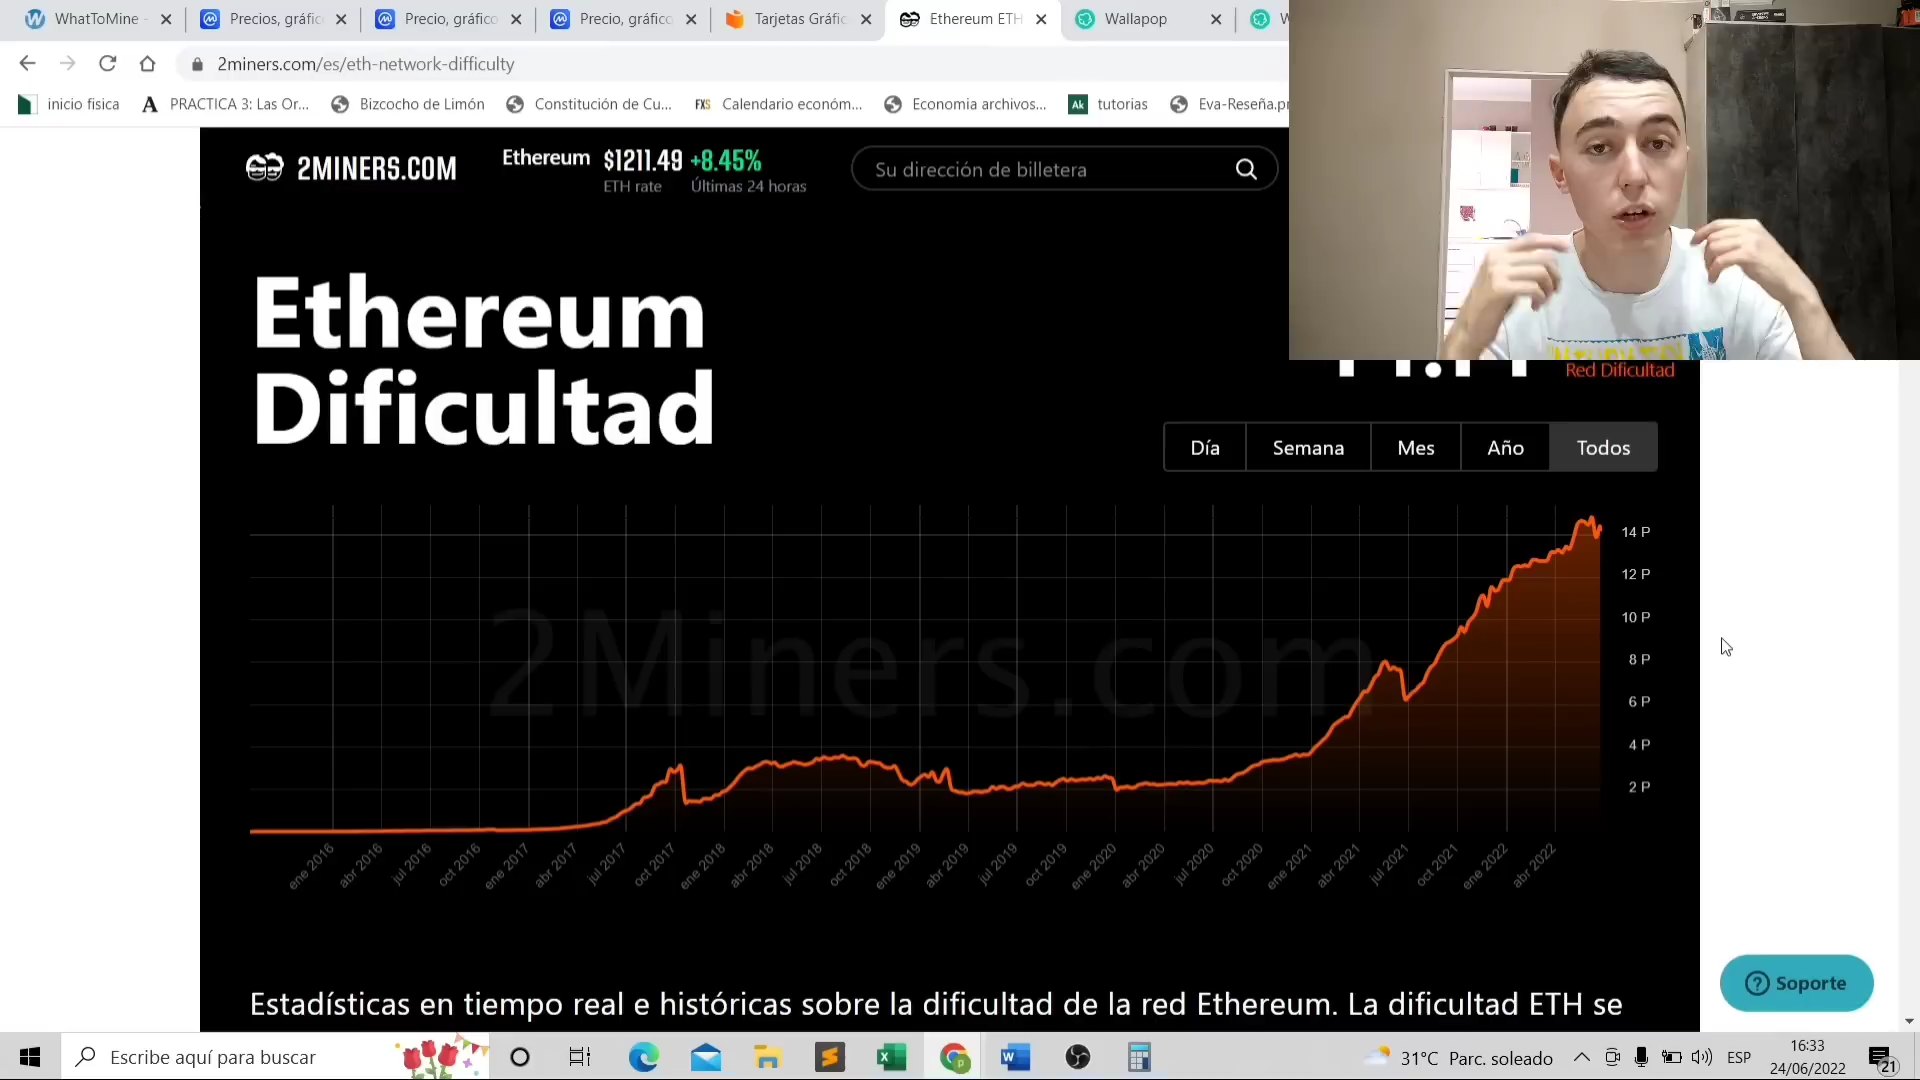 WhatToMine -
Precios, gráfic
Precio, gráfico
Precio, gráfico
Tarjetas Gráfic
Ethereum ETH
Wallapop
2miners.com/es/eth-network-difficulty
inicio fisica
PRACTICA 3: Las Or...
Bizcocho de Limón
Constitución de Cu...
FXS
Calendario económ...
Economia archivos...
Ak
tutorias
Eva-Reseña.pr
2MINERS.COM
Ethereum
$1211.49
+8.45%
ETH rate
Últimas 24 horas
Su dirección de billetera
Ethereum
Dificultad
Red Dificultad
Día
Semana
Mes
Año
Todos
2Miners.com
14 P
12 P
10 P
8 P
6 P
4 P
2 P
ene 2016
abr 2016
jul 2016
oct 2016
ene 2017
abr 2017
jul 2017
oct 2017
ene 2018
abr 2018
jul 2018
oct 2018
ene 2019
abr 2019
jul 2019
oct 2019
ene 2020
abr 2020
jul 2020
oct 2020
ene 2021
abr 2021
jul 2021
oct 2021
ene 2022
abr 2022
Estadísticas en tiempo real e históricas sobre la dificultad de la red Ethereum. La dificultad ETH se
Soporte
Escribe aquí para buscar
31°C Parc. soleado
ESP
16:33
24/06/2022
21